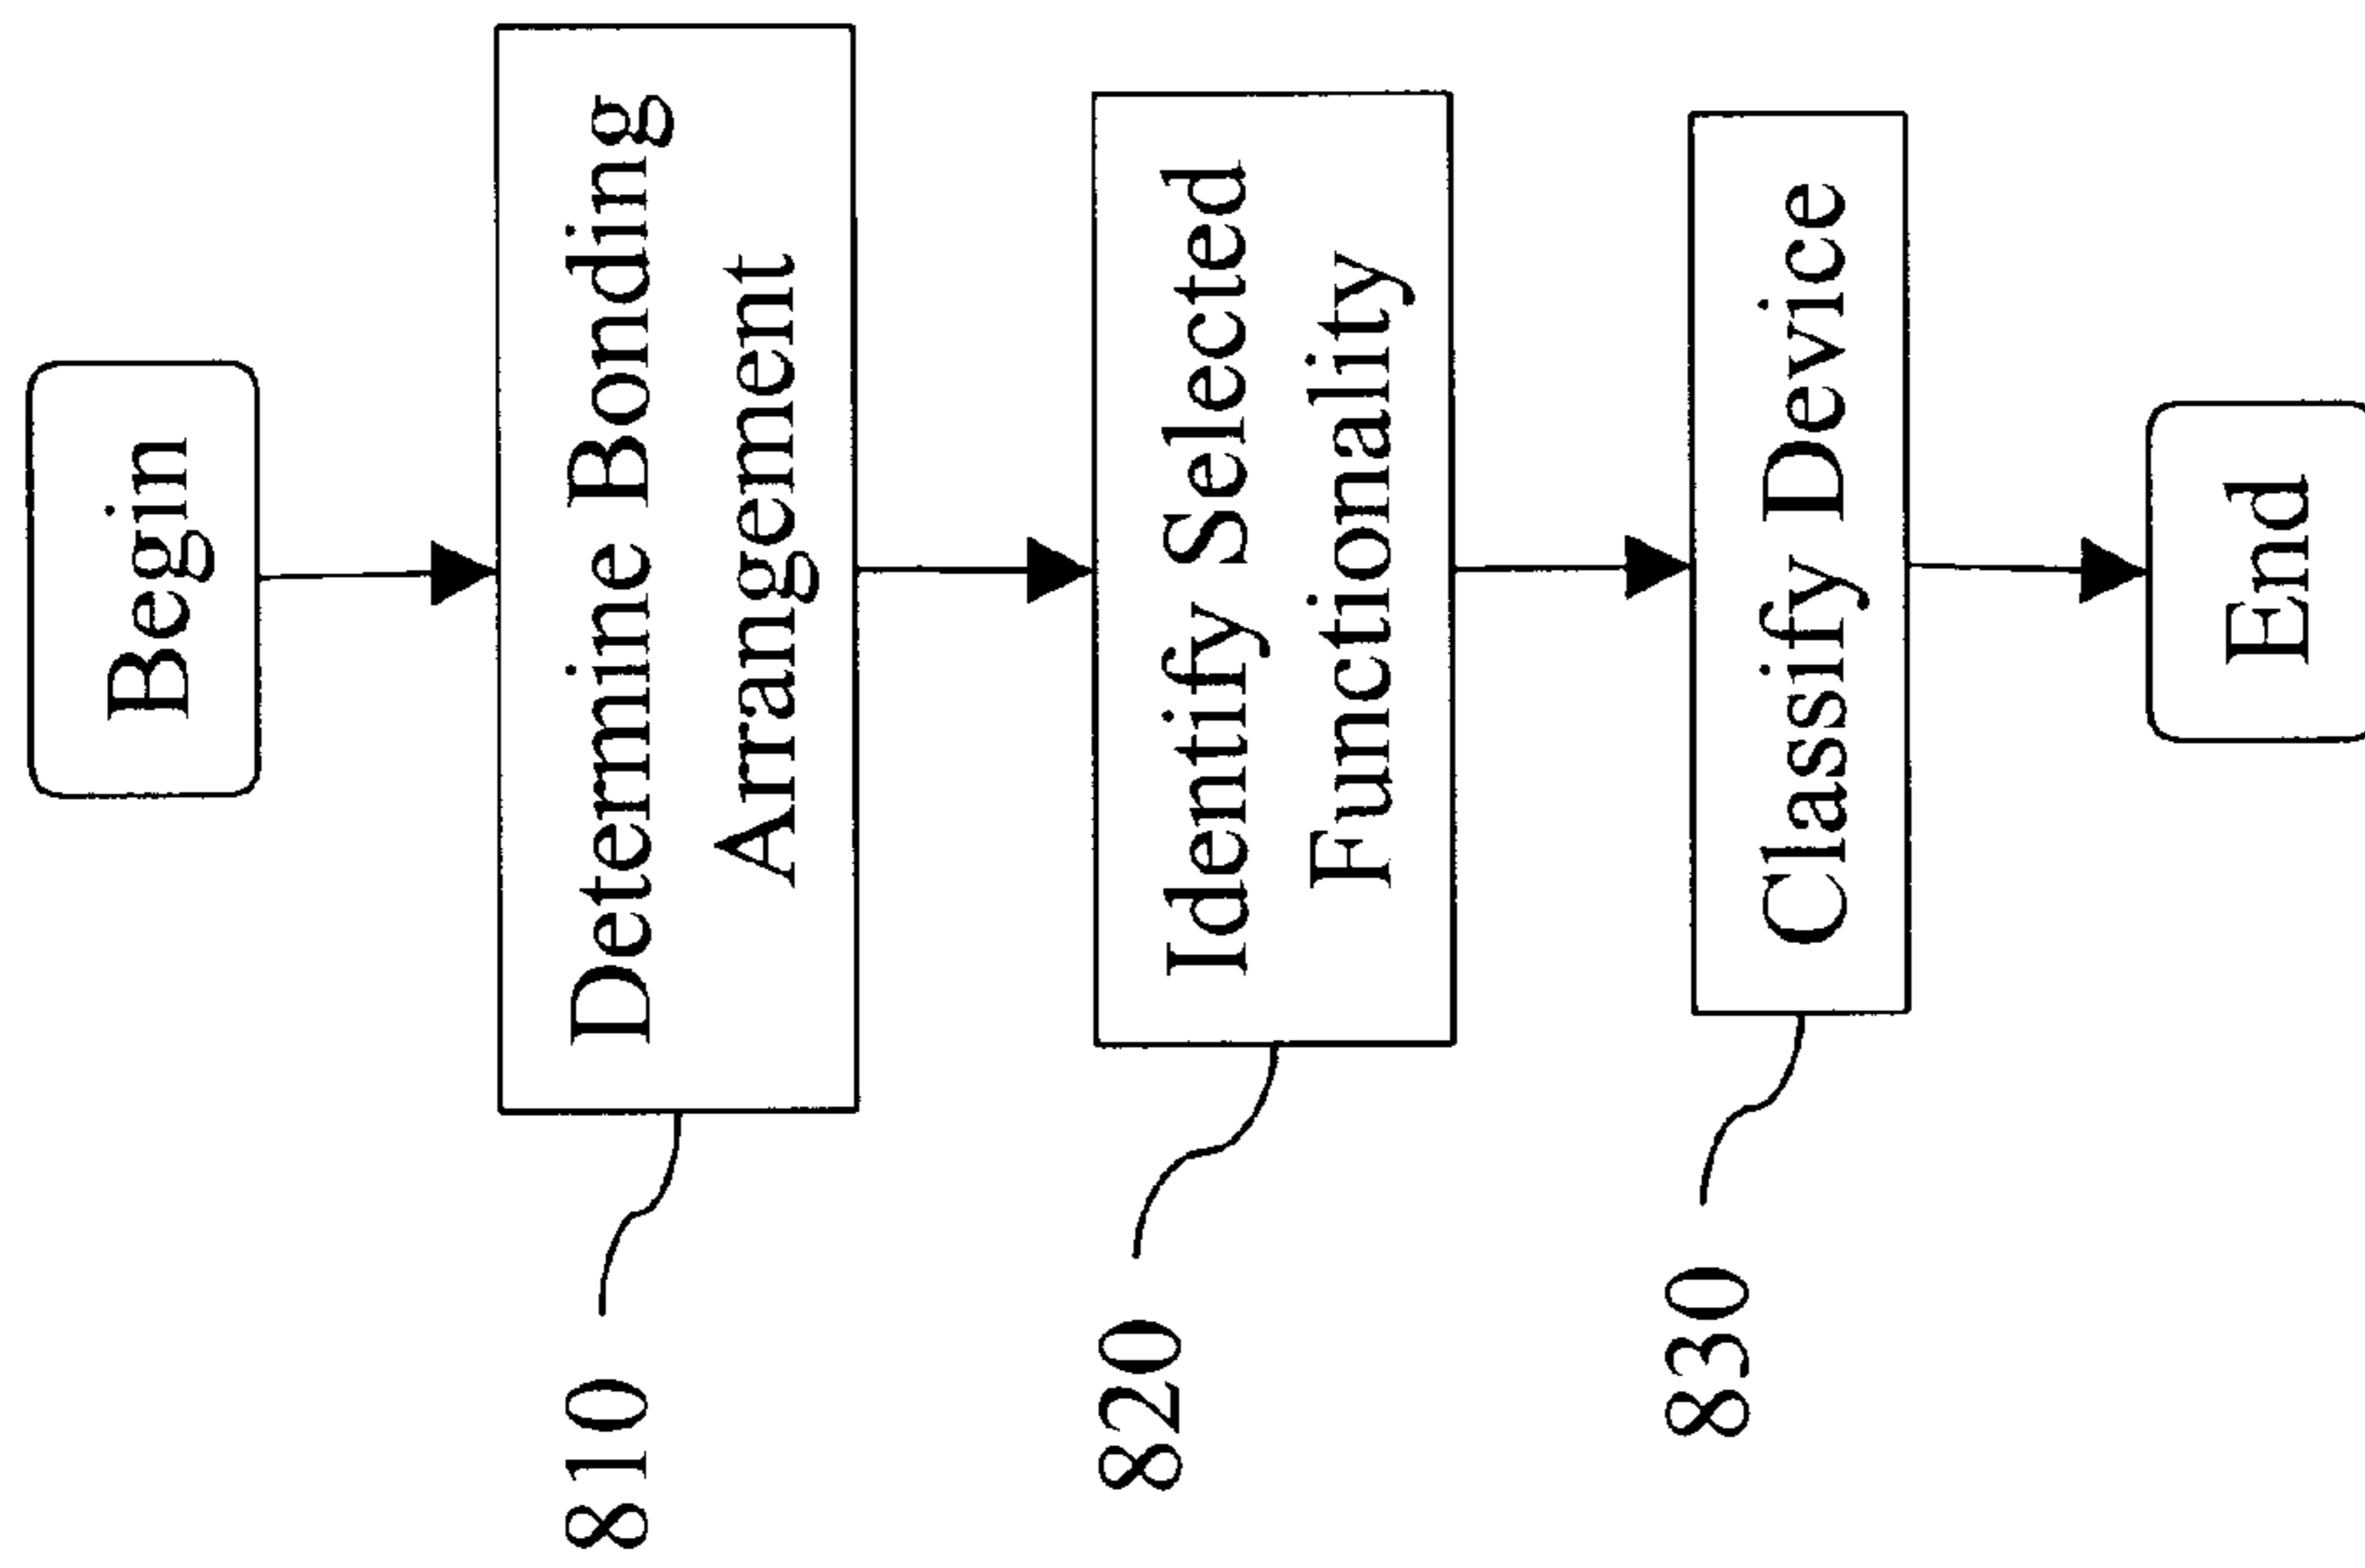 Begin
810
Determine Bonding
Arrangement
820
Identify Selected
Functionality
830
Classify Device
End